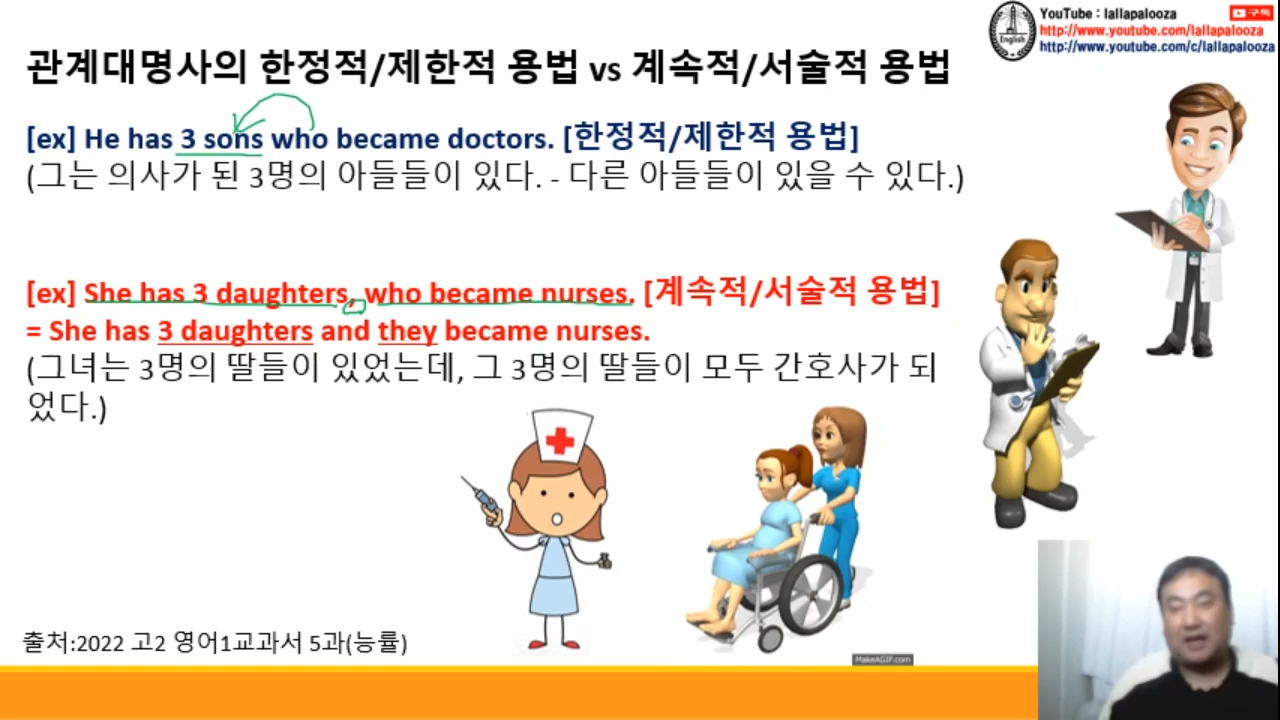 YouTube : lallapalooza
구독
http://www.youtube.com/lallapalooza
http://www.youtube.com/c/lallapalooza
English
관계대명사의 한정적/제한적 용법 vs 계속적/서술적 용법
[ex] He has 3 sons who became doctors. [한정적/제한적 용법]
(그는 의사가 된 3명의 아들들이 있다. - 다른 아들들이 있을 수 있다.)
[ex] She has 3 daughters, who became nurses. [계속적/서술적 용법]
= She has 3 daughters and they became nurses.
(그녀는 3명의 딸들이 있었는데, 그 3명의 딸들이 모두 간호사가 되
었다.)
출처:2022 고2 영어1교과서 5과(능률)
MakeAGIF.com